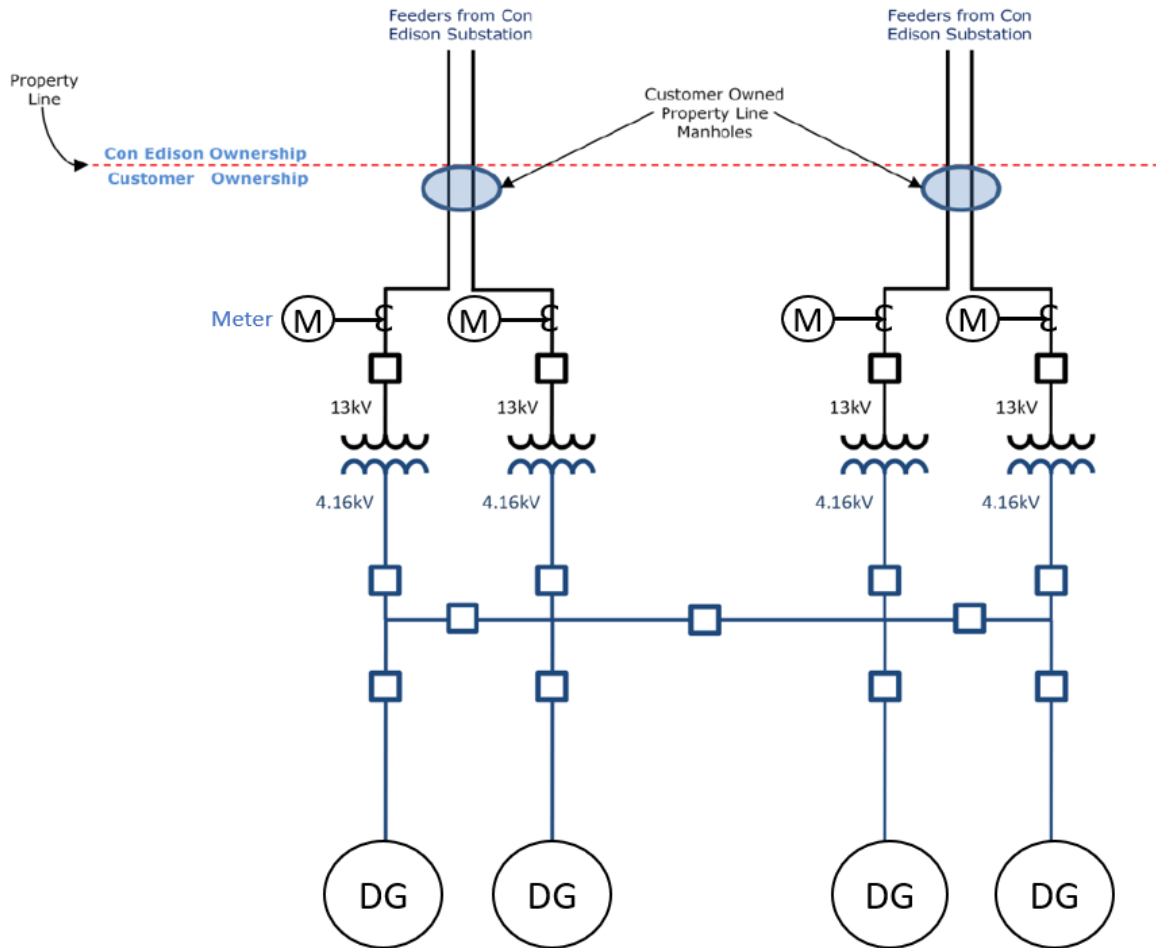 Feeders from Con
Edison Substation
Feeders from Con
Edison Substation
Property
Line
Customer Owned
Property Line
Manholes
Con Edison Ownership
Customer Ownership
Meter
M
M
M
M
13kV
13kV
13kV
13kV
4.16kV
4.16kV
4.16kV
4.16kV
DG
DG
DG
DG